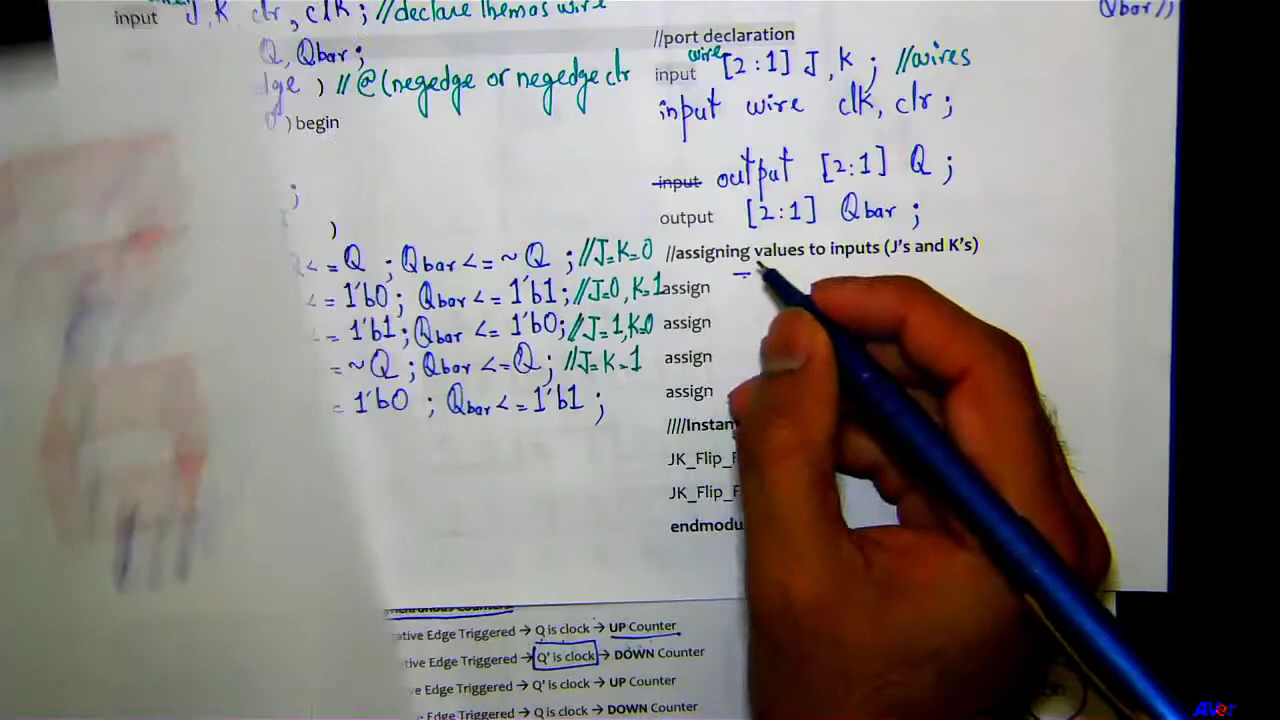 input J, K, clr, clk ; //declare them as wire
Q, Qbar ;
dge ) // @(negedge or negedge clr
) begin
;
)
<= Q ; Qbar <= ~ Q ; //J=K=0
<= 1'b0 ; Qbar <= 1'b1 ; //J=0, K=1
<= 1'b1 ; Qbar <= 1'b0 ; //J=1, K=0
= ~Q ; Qbar <= Q ; //J=K=1
= 1'b0 ; Qbar <= 1'b1 ;
Qbar //
//port declaration
input wire [2:1] J, K ; //wires
input wire clk, clr ;
input output [2:1] Q ;
output [2:1] Qbar ;
//assigning values to inputs (J's and K's)
assign
assign
assign
assign
////Instan
JK_Flip_F
JK_Flip_F
endmodu
nchronous Counters:
ative Edge Triggered → Q is clock → UP Counter
tive Edge Triggered → Q' is clock → DOWN Counter
ve Edge Triggered → Q' is clock → UP Counter
Edge Triggered → Q is clock → DOWN Counter
AVer